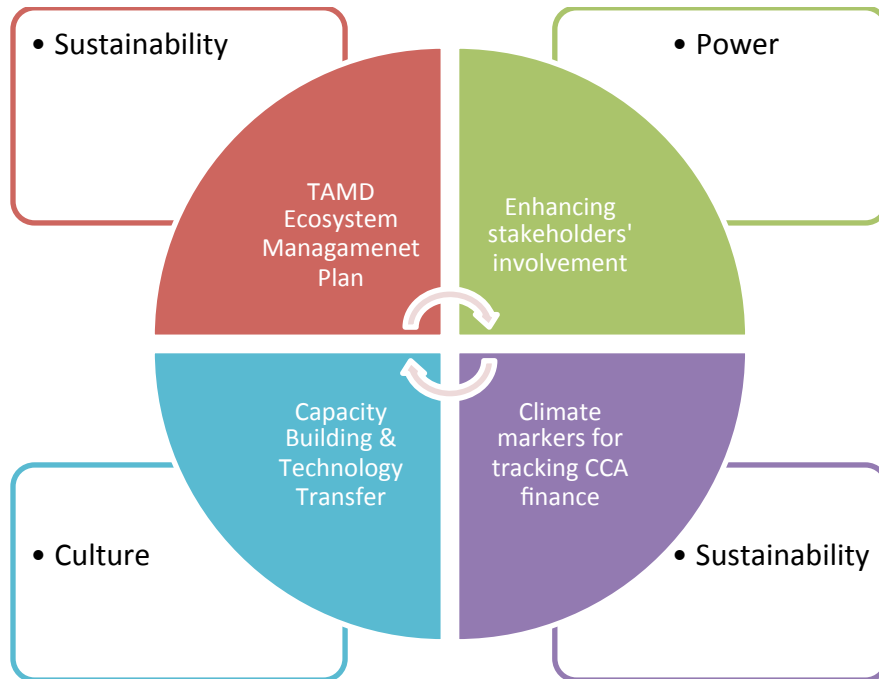 • Sustainability
• Power
TAMD
Ecosystem
Managamenet
Plan
Enhancing
stakeholders'
involvement
Capacity
Building &
Technology
Transfer
Climate
markers for
tracking CCA
finance
• Culture
• Sustainability